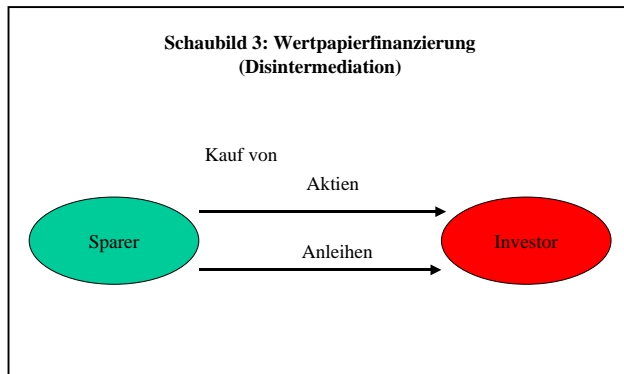 Schaubild 3: Wertpapierfinanzierung
(Disintermediation)
Kauf von
Aktien
Sparer
Investor
Anleihen